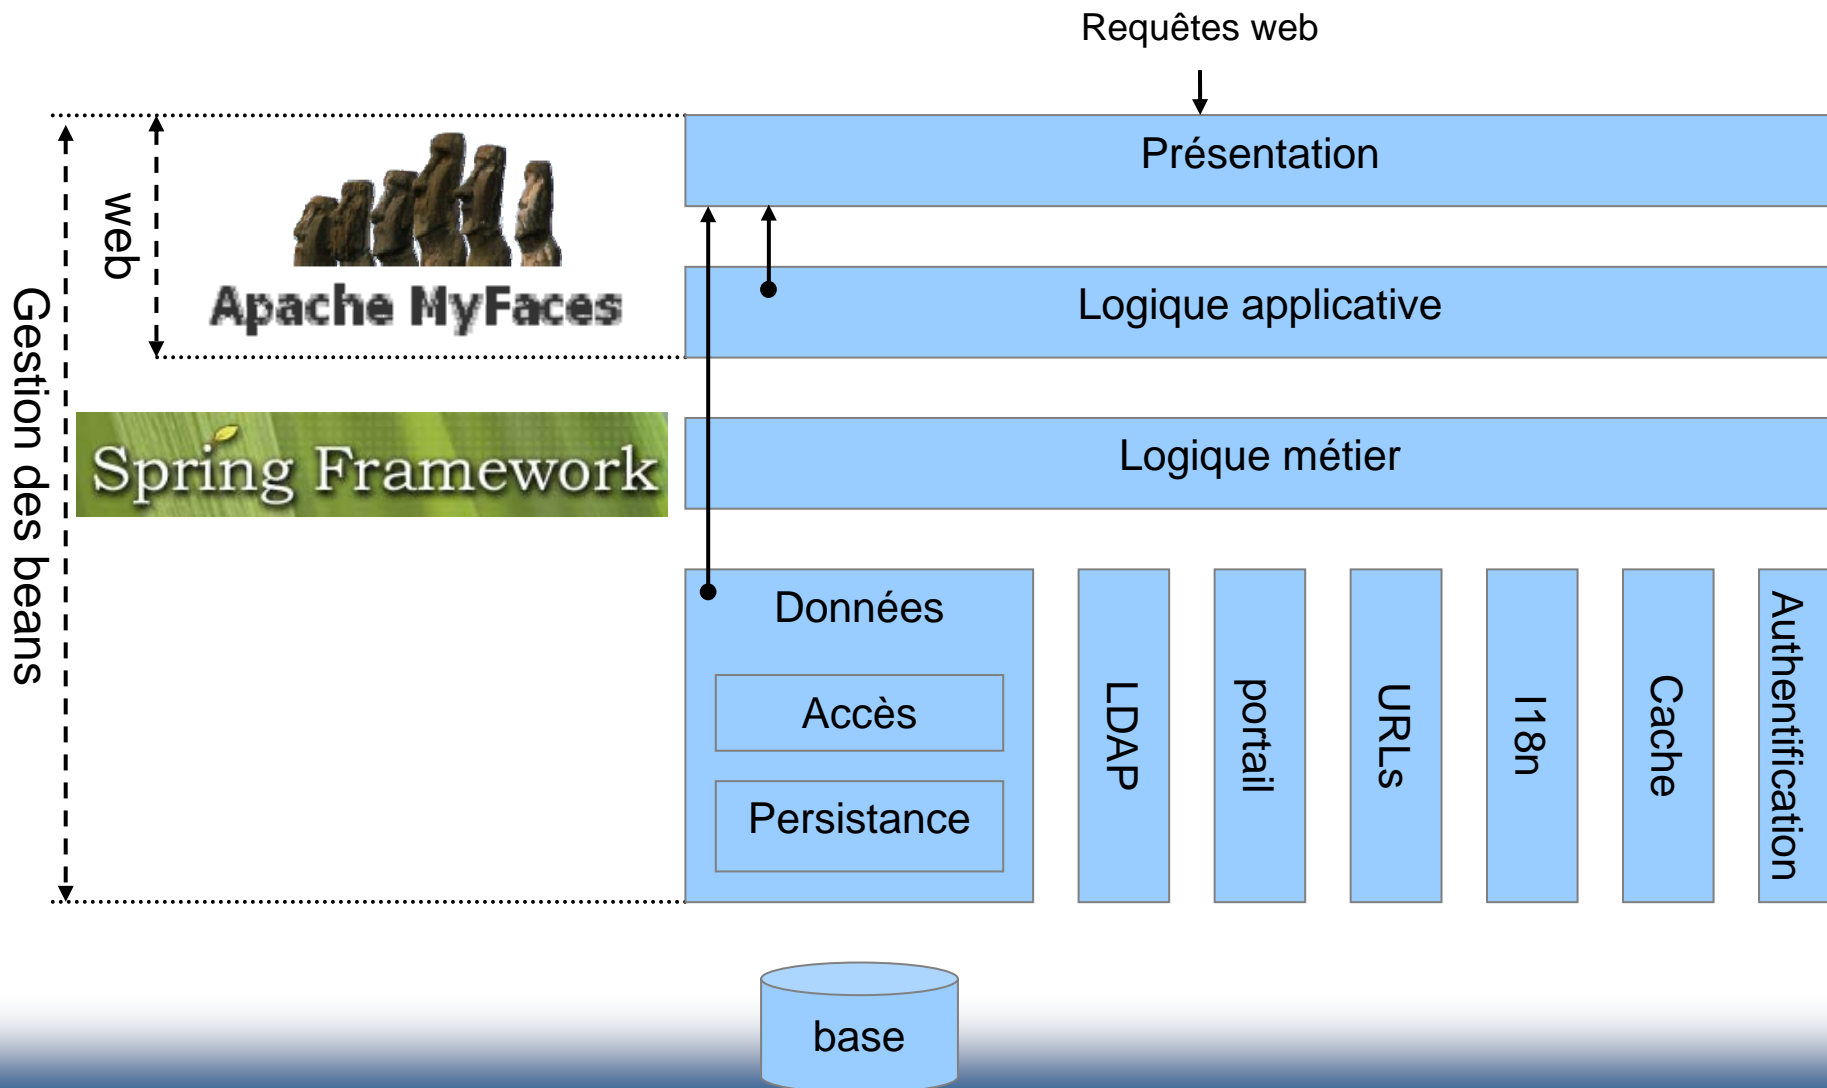 Requêtes web
Présentation
web
Apache MyFaces
Logique applicative
Gestion des beans
Spring Framework
Logique métier
Données
Accès
Persistance
LDAP
portail
URLs
I18n
Cache
Authentification
base